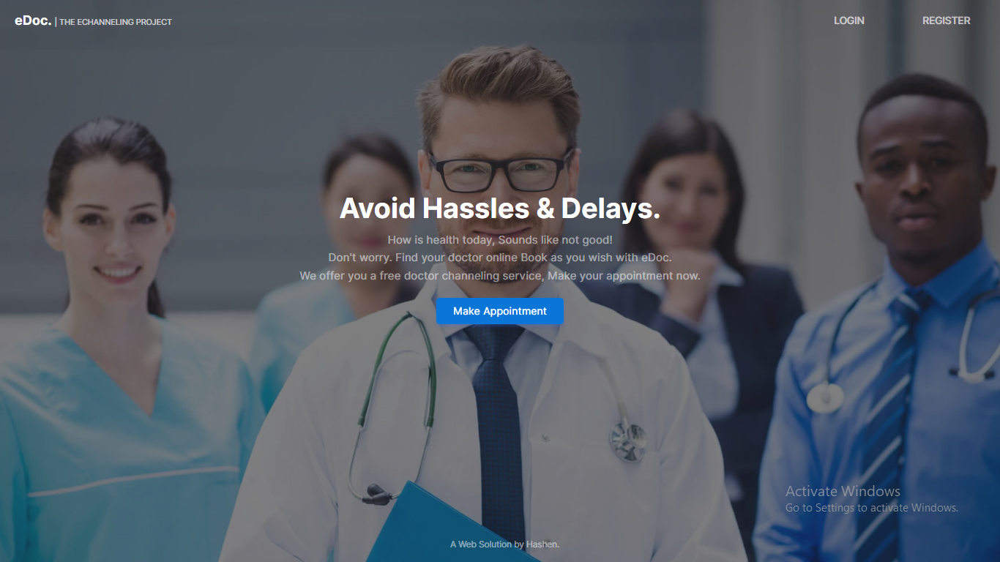 eDoc. | THE ECHANNELING PROJECT
LOGIN
REGISTER
Avoid Hassles & Delays.
How is health today, Sounds like not good!
Don't worry. Find your doctor online Book as you wish with eDoc.
We offer you a free doctor channeling service, Make your appointment now.
Make Appointment
Activate Windows
Go to Settings to activate Windows.
A Web Solution by Hashen.